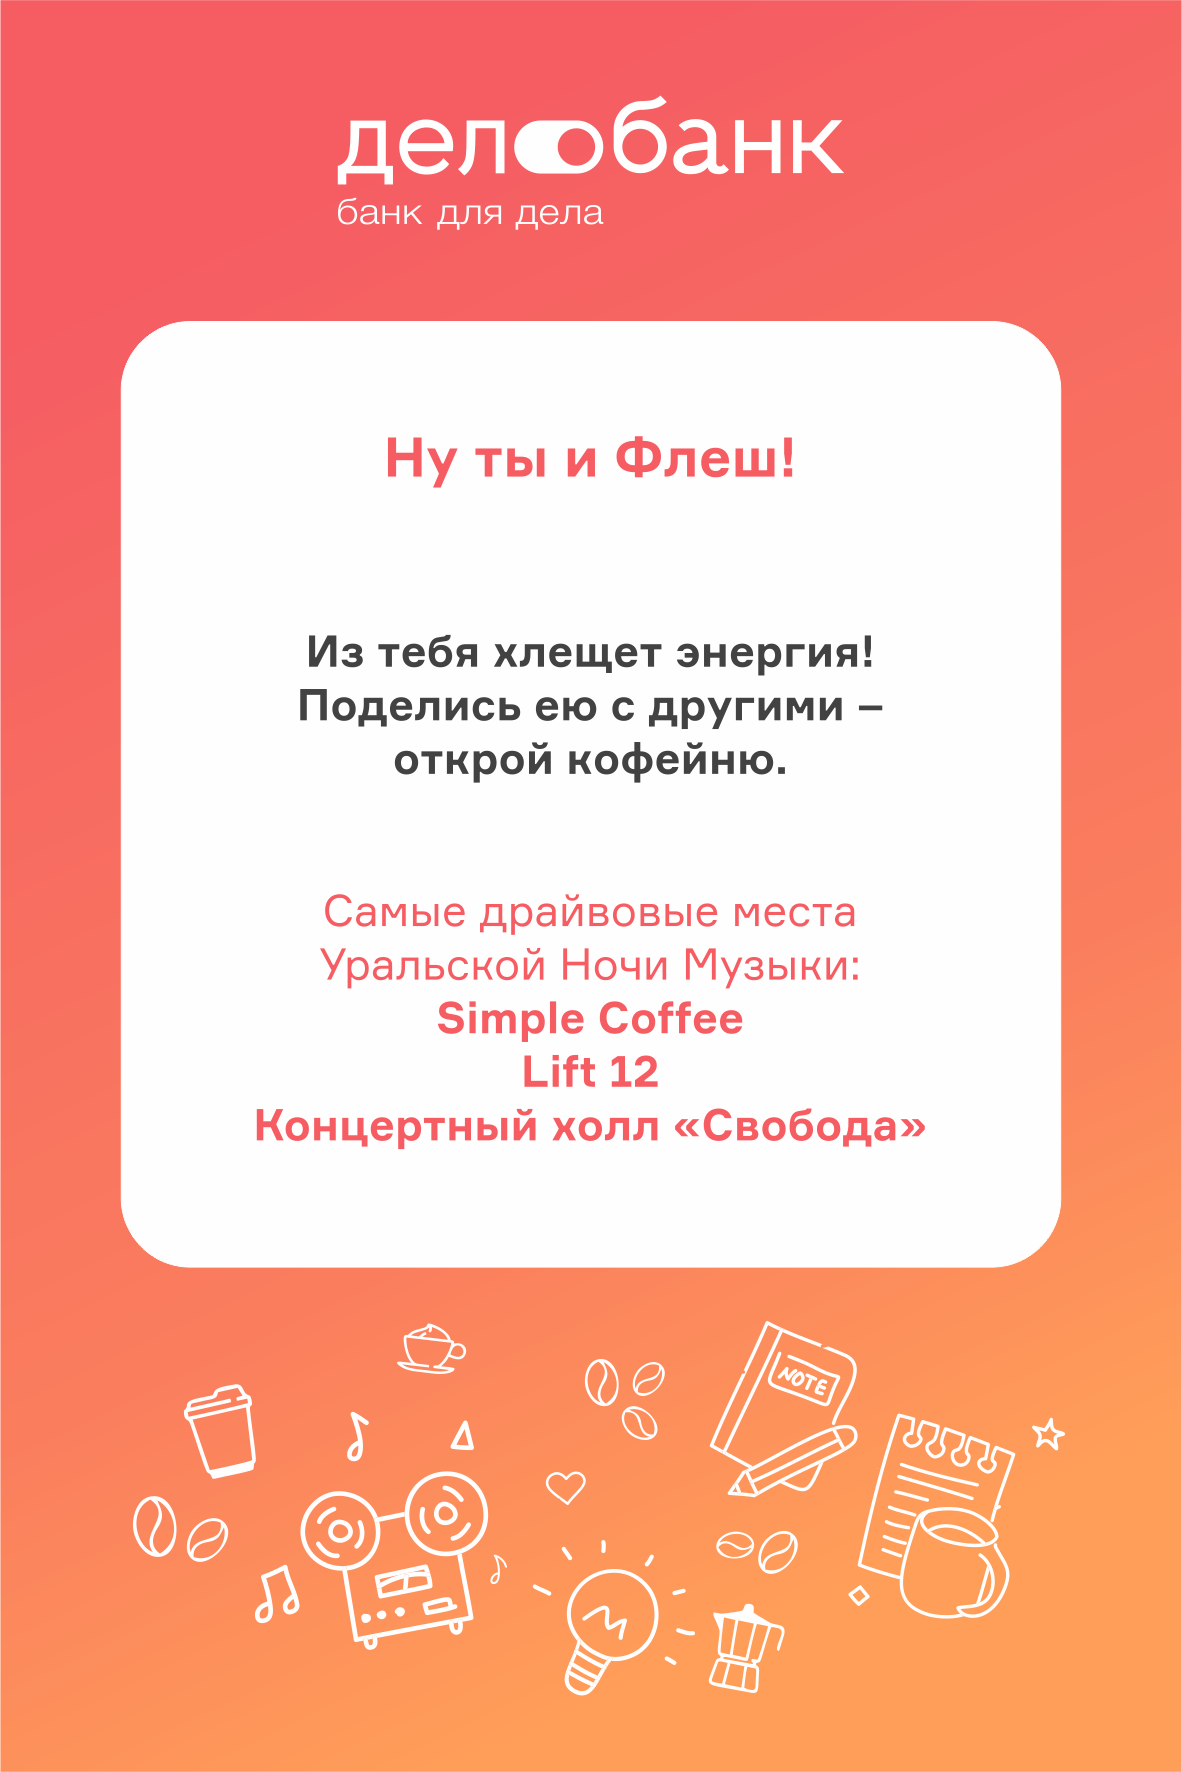 делобанк
банк для дела
Ну ты и Флеш!
Из тебя хлещет энергия!
Поделись ею с другими –
открой кофейню.
Самые драйвовые места
Уральской Ночи Музыки:
Simple Coffee
Lift 12
Концертный холл «Свобода»
NOTE